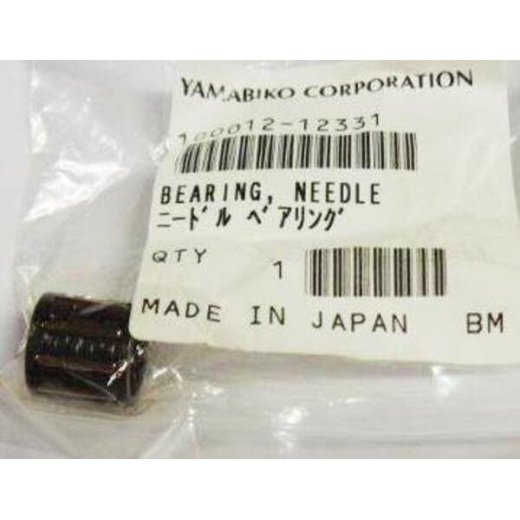 YAMABIKO CORPORATION
100012-12331
BEARING, NEEDLE
ニードル ベアリング
QTY 1
MADE IN JAPAN BM